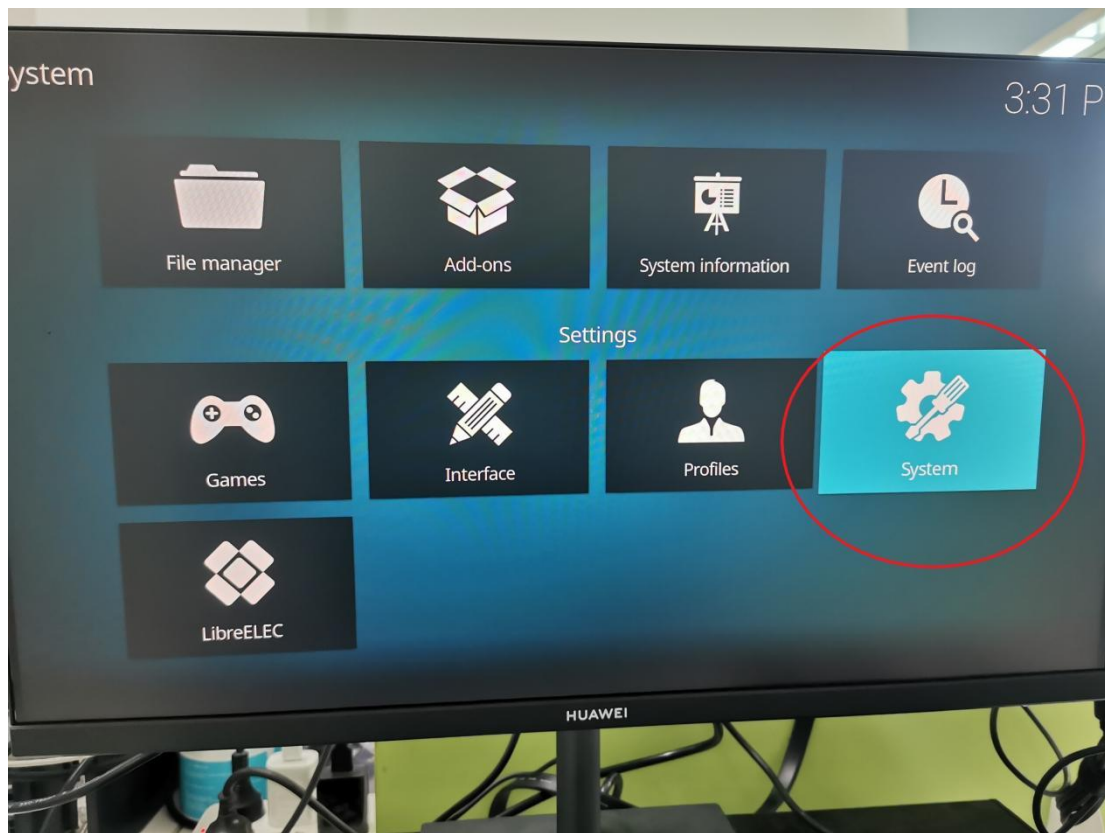 ystem
3:31 P
File manager
Add-ons
System information
Event log
Settings
Games
Interface
Profiles
System
LibreELEC
HUAWEI